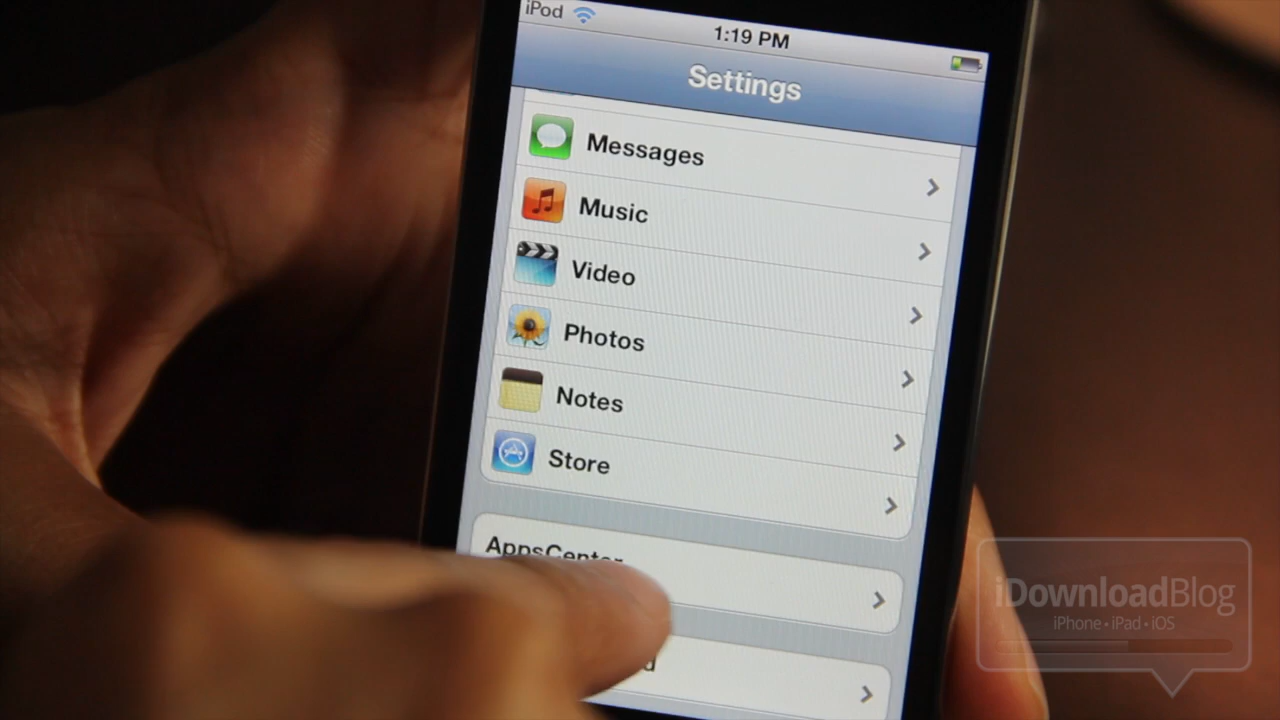 iPod
1:19 PM
Settings
Messages
Music
Video
Photos
Notes
Store
AppsCenter
iDownloadBlog
iPhone • iPad • iOS